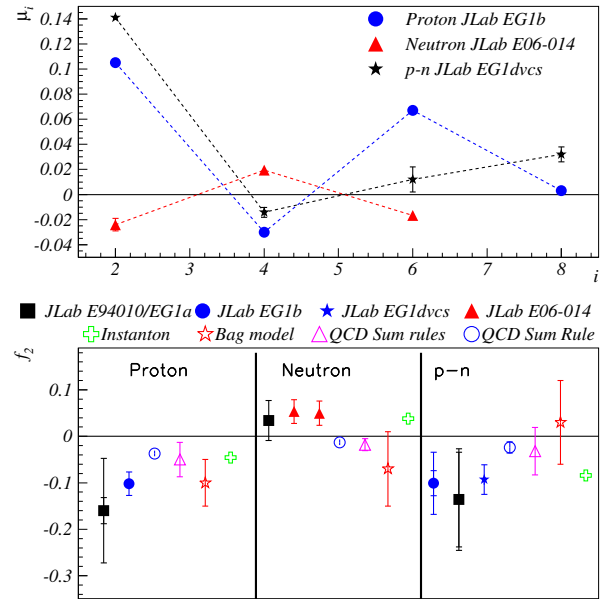 μi
0.14
0.12
0.1
0.08
0.06
0.04
0.02
0
-0.02
-0.04
Proton JLab EG1b
Neutron JLab E06-014
p-n JLab EG1dvcs
2 3 4 5 6 7 8 i
JLab E94010/EG1a JLab EG1b JLab EG1dvcs JLab E06-014
Instanton Bag model QCD Sum rules QCD Sum Rule
f2
Proton Neutron p-n
0.1
0
-0.1
-0.2
-0.3